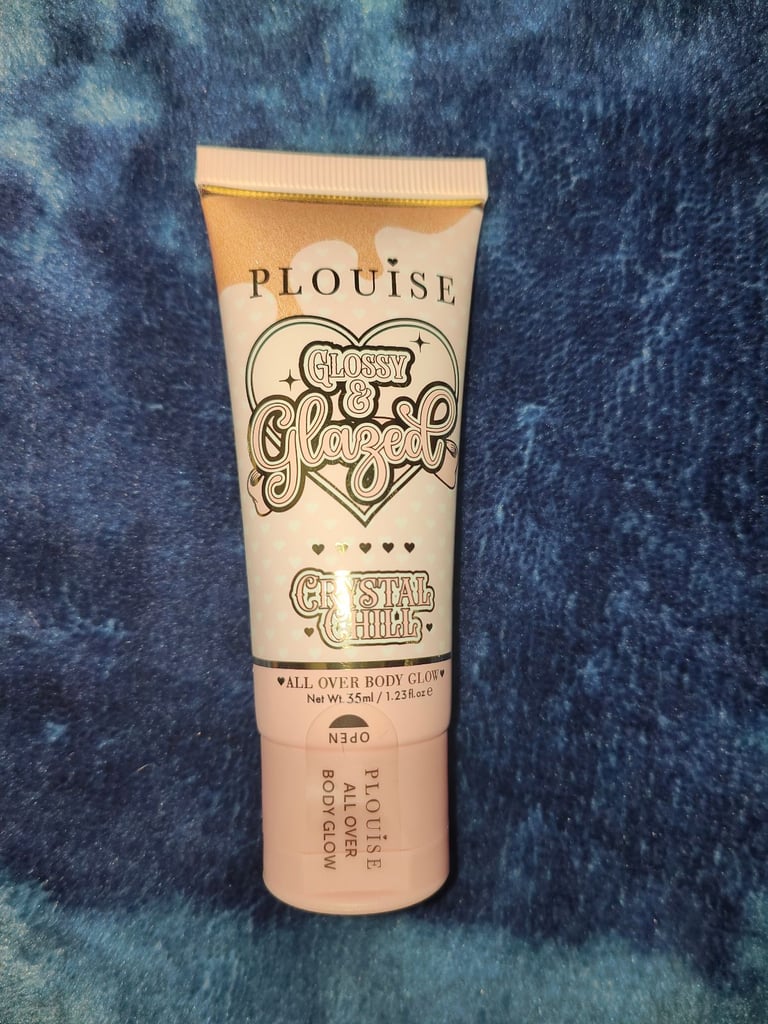 PLOUiSE
GLOSSY
&
Glazed
CRYSTAL
CHILL
♥ALL OVER BODY GLOW♥
Net Wt. 35ml / 1.23fl.oz e
OPEN
PLOUiSE
ALL OVER
BODY GLOW